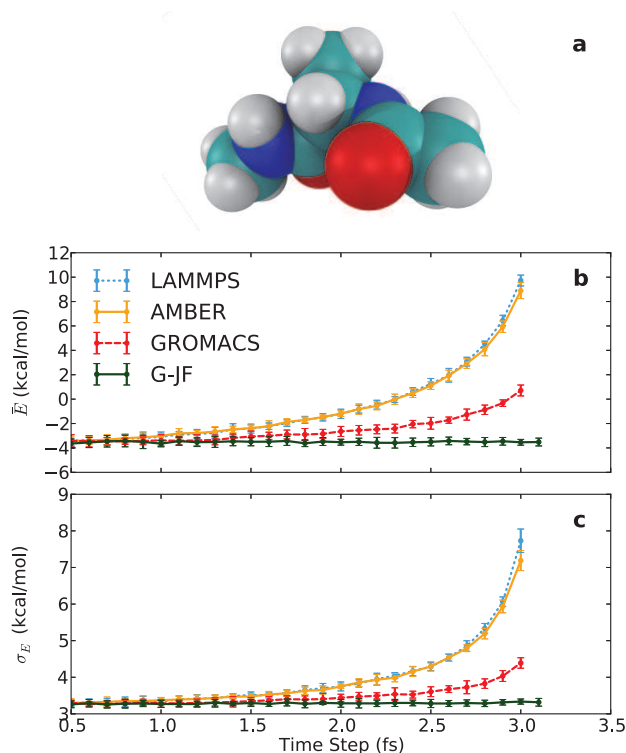 a
b
12
10
8
6
4
2
0
−2
−4
−6
Ē (kcal/mol)
LAMMPS
AMBER
GROMACS
G-JF
c
9
8
7
6
5
4
3
σ_E (kcal/mol)
0.5 1.0 1.5 2.0 2.5 3.0 3.5
Time Step (fs)